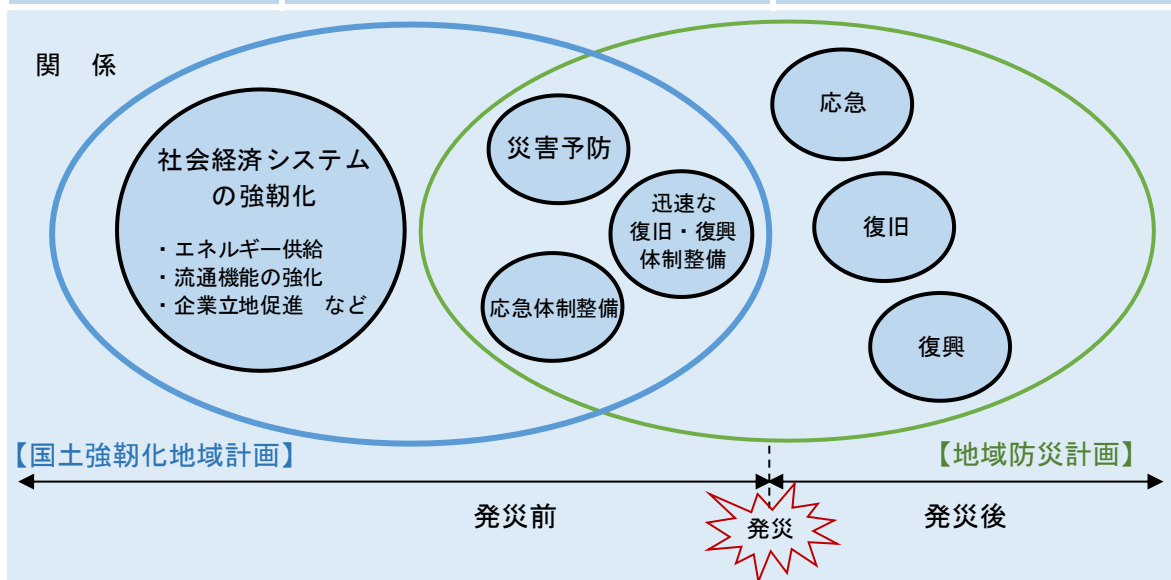 関　係
社会経済システム
の強靭化
・エネルギー供給
・流通機能の強化
・企業立地促進　など
災害予防
迅速な
復旧・復興
体制整備
応急体制整備
応急
復旧
復興
【国土強靭化地域計画】
【地域防災計画】
発災前
発災
発災後